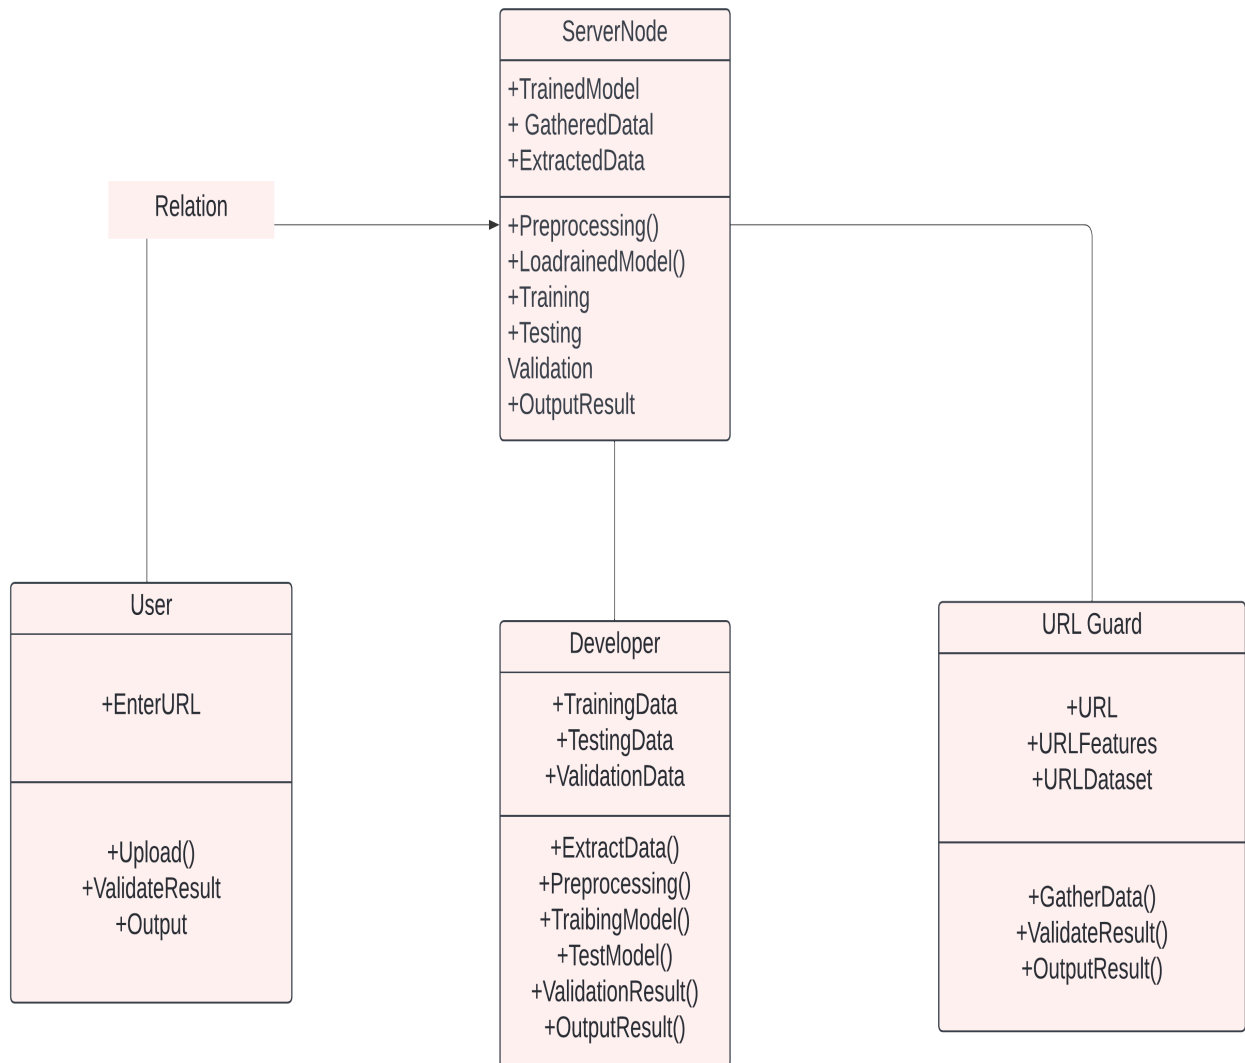 ServerNode
+TrainedModel
+ GatheredDatal
+ExtractedData
+Preprocessing()
+LoadrainedModel()
+Training
+Testing
Validation
+OutputResult
Relation
User
+EnterURL
+Upload()
+ValidateResult
+Output
Developer
+TrainingData
+TestingData
+ValidationData
+ExtractData()
+Preprocessing()
+TraibingModel()
+TestModel()
+ValidationResult()
+OutputResult()
URL Guard
+URL
+URLFeatures
+URLDataset
+GatherData()
+ValidateResult()
+OutputResult()